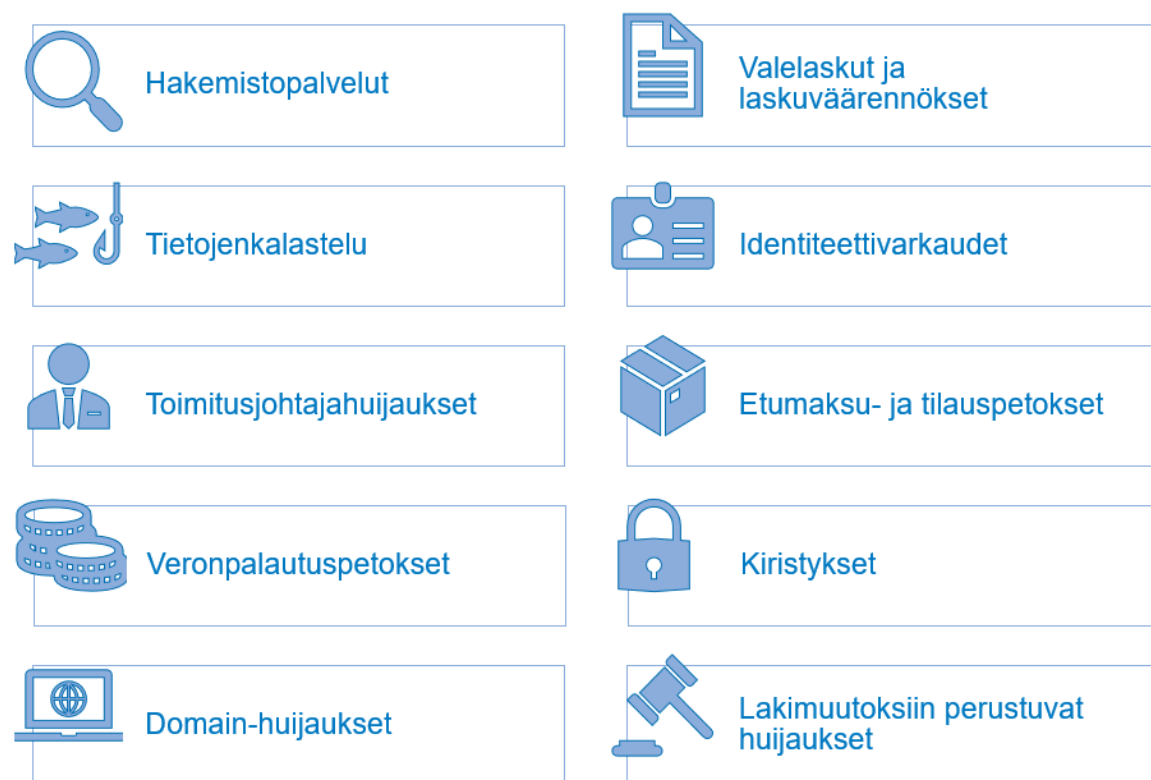 Hakemistopalvelut
Valelaskut ja
laskuväärennökset
Tietojenkalastelu
Identiteettivarkaudet
Toimitusjohtajahuijaukset
Etumaksu- ja tilauspetokset
Veronpalautuspetokset
Kiristykset
Domain-huijaukset
Lakimuutoksiin perustuvat
huijaukset